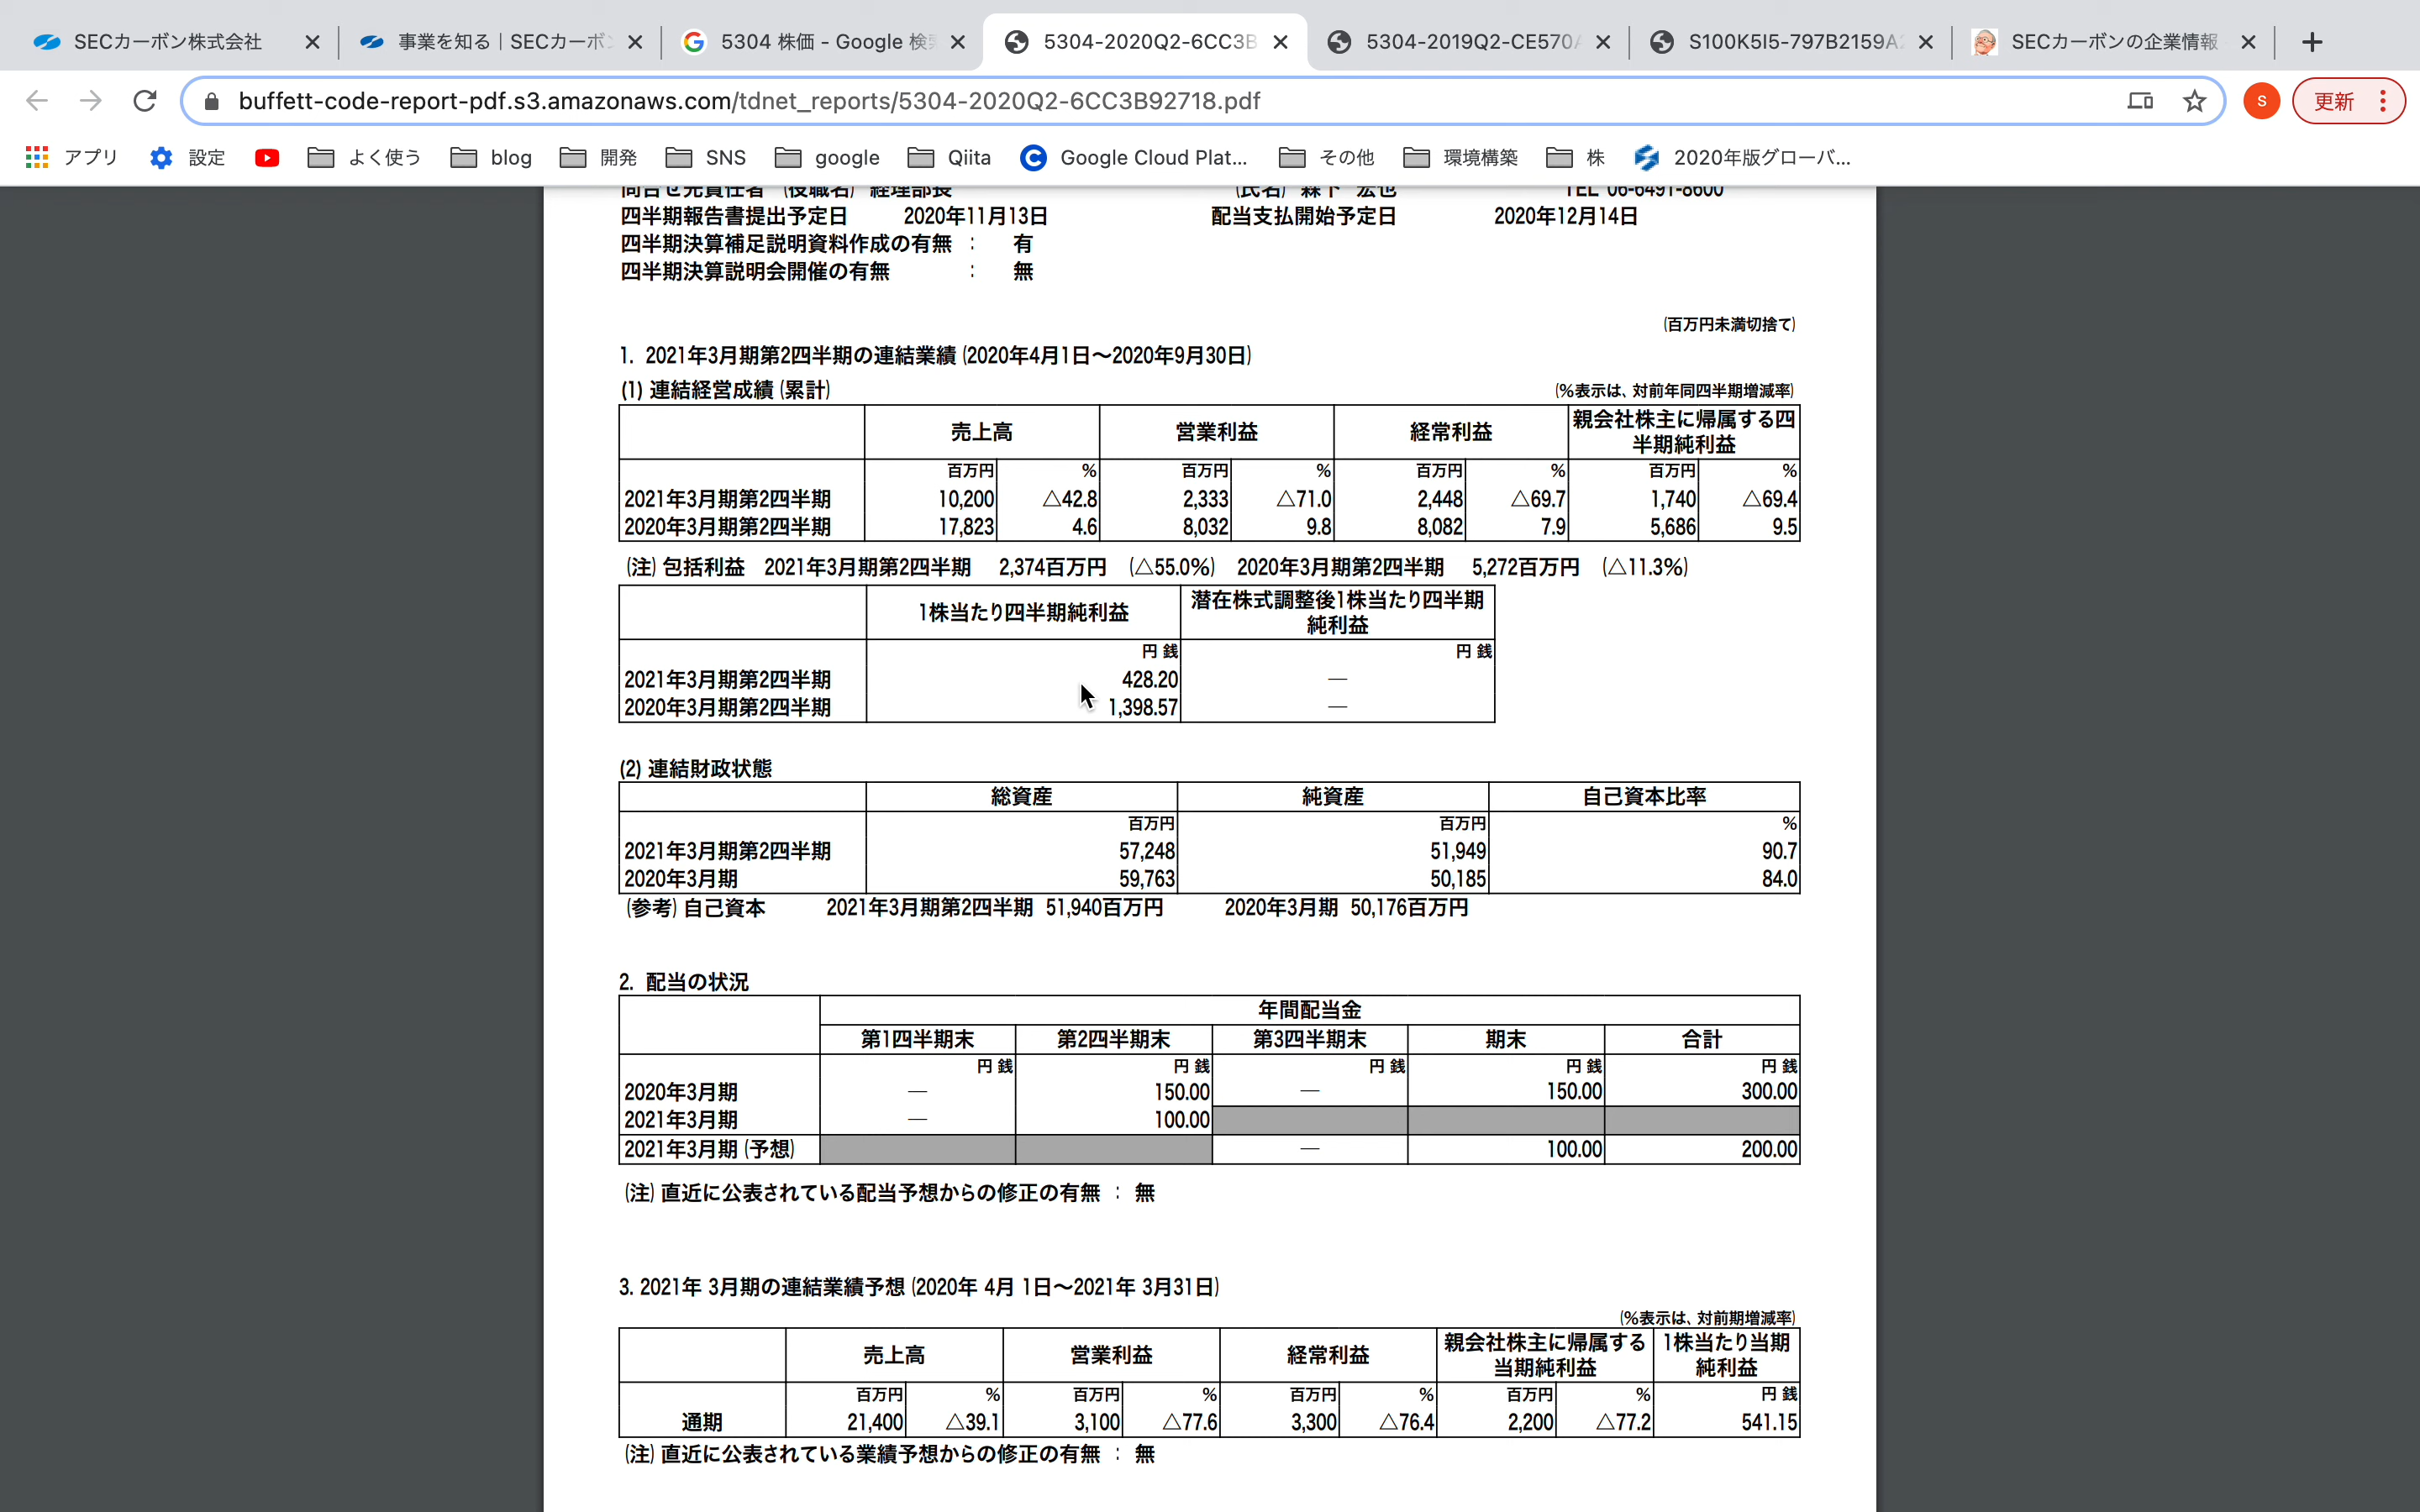 SECカーボン株式会社
事業を知る | SECカーボ
5304 株価 - Google 検索
5304-2020Q2-6CC3B
5304-2019Q2-CE570
S100K5I5-797B2159A
SECカーボンの企業情報
buffett-code-report-pdf.s3.amazonaws.com/tdnet_reports/5304-2020Q2-6CC3B92718.pdf
s
更新
アプリ
設定
よく使う
blog
開発
SNS
google
Qiita
Google Cloud Plat...
その他
環境構築
株
2020年版グローバ...
問合せ先責任者 (役職名) 経理部長 (氏名) 森下 宏也 TEL 06-6491-8600
四半期報告書提出予定日 2020年11月13日 配当支払開始予定日 2020年12月14日
四半期決算補足説明資料作成の有無 : 有
四半期決算説明会開催の有無 : 無
(百万円未満切捨て)
1. 2021年3月期第2四半期の連結業績 (2020年4月1日~2020年9月30日)
(1) 連結経営成績 (累計) (%表示は、対前年同四半期増減率)
売上高 営業利益 経常利益 親会社株主に帰属する四半期純利益
百万円 % 百万円 % 百万円 % 百万円 %
2021年3月期第2四半期 10,200 △42.8 2,333 △71.0 2,448 △69.7 1,740 △69.4
2020年3月期第2四半期 17,823 4.6 8,032 9.8 8,082 7.9 5,686 9.5
(注) 包括利益 2021年3月期第2四半期 2,374百万円 (△55.0%) 2020年3月期第2四半期 5,272百万円 (△11.3%)
1株当たり四半期純利益 潜在株式調整後1株当たり四半期純利益
円 銭 円 銭
2021年3月期第2四半期 428.20 —
2020年3月期第2四半期 1,398.57 —
(2) 連結財政状態
総資産 純資産 自己資本比率
百万円 百万円 %
2021年3月期第2四半期 57,248 51,949 90.7
2020年3月期 59,763 50,185 84.0
(参考) 自己資本 2021年3月期第2四半期 51,940百万円 2020年3月期 50,176百万円
2. 配当の状況
年間配当金
第1四半期末 第2四半期末 第3四半期末 期末 合計
円 銭 円 銭 円 銭 円 銭 円 銭
2020年3月期 — 150.00 — 150.00 300.00
2021年3月期 — 100.00
2021年3月期 (予想) — 100.00 200.00
(注) 直近に公表されている配当予想からの修正の有無 : 無
3. 2021年 3月期の連結業績予想 (2020年 4月 1日~2021年 3月31日)
(%表示は、対前期増減率)
売上高 営業利益 経常利益 親会社株主に帰属する当期純利益 1株当たり当期純利益
百万円 % 百万円 % 百万円 % 百万円 % 円 銭
通期 21,400 △39.1 3,100 △77.6 3,300 △76.4 2,200 △77.2 541.15
(注) 直近に公表されている業績予想からの修正の有無 : 無